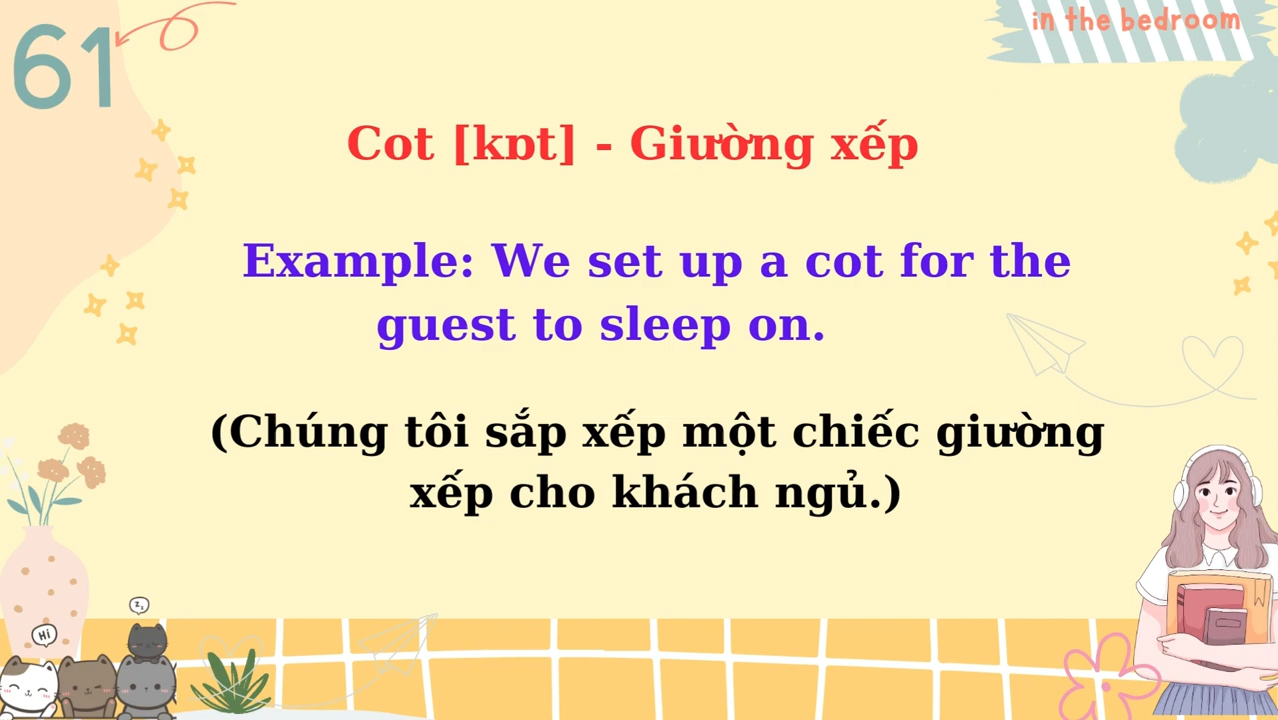 61
in the bedroom
Cot [kɒt] - Giường xếp
Example: We set up a cot for the
guest to sleep on.
(Chúng tôi sắp xếp một chiếc giường
xếp cho khách ngủ.)
z z
Hi